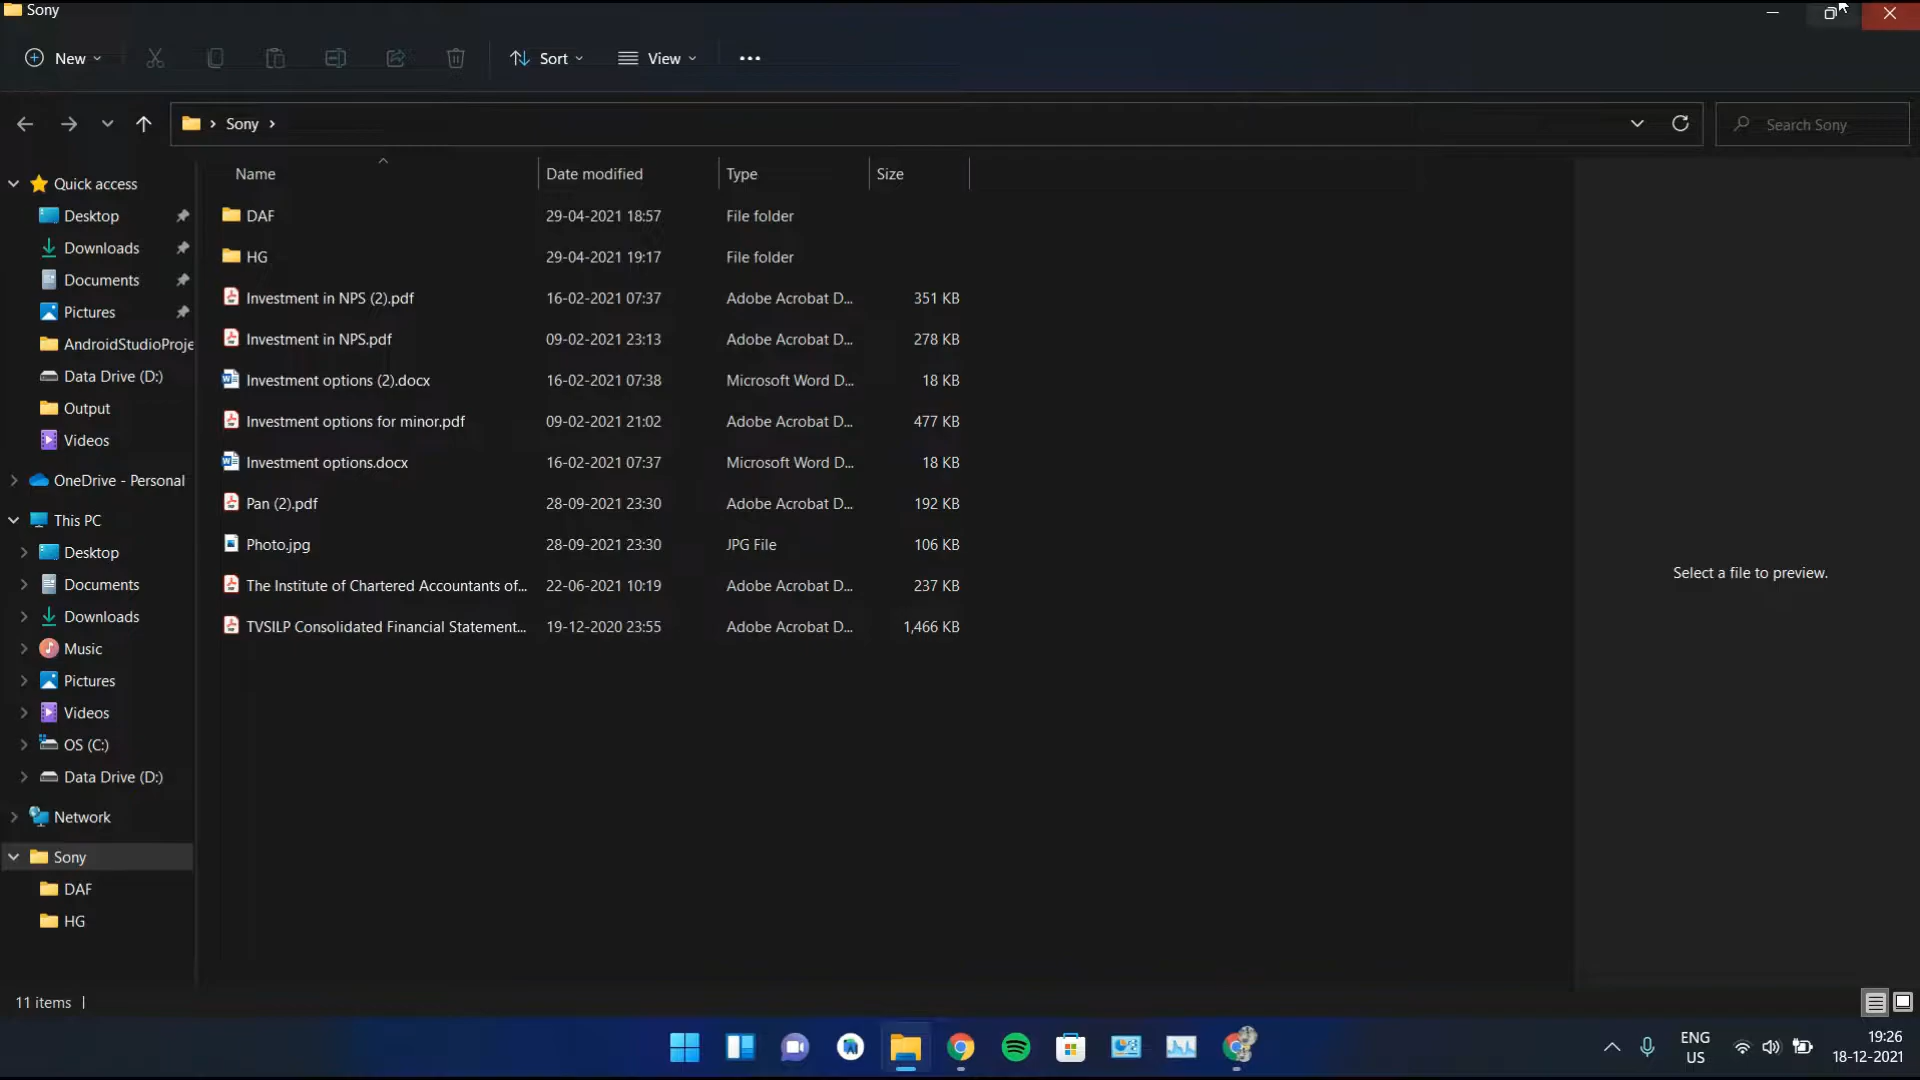 Sony
New
Sort
View
Sony
Search Sony
Name Date modified Type Size
Quick access
Desktop
Downloads
Documents
Pictures
AndroidStudioProje
Data Drive (D:)
Output
Videos
OneDrive - Personal
This PC
Desktop
Documents
Downloads
Music
Pictures
Videos
OS (C:)
Data Drive (D:)
Network
Sony
DAF
HG
DAF 29-04-2021 18:57 File folder
HG 29-04-2021 19:17 File folder
Investment in NPS (2).pdf 16-02-2021 07:37 Adobe Acrobat D... 351 KB
Investment in NPS.pdf 09-02-2021 23:13 Adobe Acrobat D... 278 KB
Investment options (2).docx 16-02-2021 07:38 Microsoft Word D... 18 KB
Investment options for minor.pdf 09-02-2021 21:02 Adobe Acrobat D... 477 KB
Investment options.docx 16-02-2021 07:37 Microsoft Word D... 18 KB
Pan (2).pdf 28-09-2021 23:30 Adobe Acrobat D... 192 KB
Photo.jpg 28-09-2021 23:30 JPG File 106 KB
The Institute of Chartered Accountants of... 22-06-2021 10:19 Adobe Acrobat D... 237 KB
TVSILP Consolidated Financial Statement... 19-12-2020 23:55 Adobe Acrobat D... 1,466 KB
Select a file to preview.
11 items
ENG
US
19:26
18-12-2021